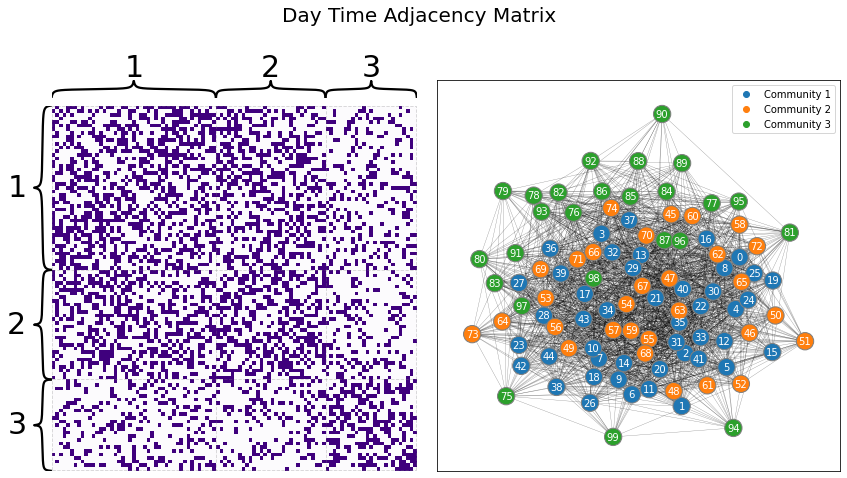 Day Time Adjacency Matrix
1 2 3
1
2
3
Community 1
Community 2
Community 3
90
92 88 89
79 78 82 86 85 84 77 95
93 76 74 37 45 60 58
3 70 87 96 16 81
36 66 32 13 62 0 72
80 91 71 29 8 25
69 39 98 47 65 19
83 27 17 67 40 30
97 53 54 21 22 4 24
64 28 43 34 63 50
73 56 57 59 35 46
23 49 10 55 31 33 12 51
42 44 7 14 68 2 41 15
18 20 5
38 9 61 52
75 26 6 11 48 1
99 94